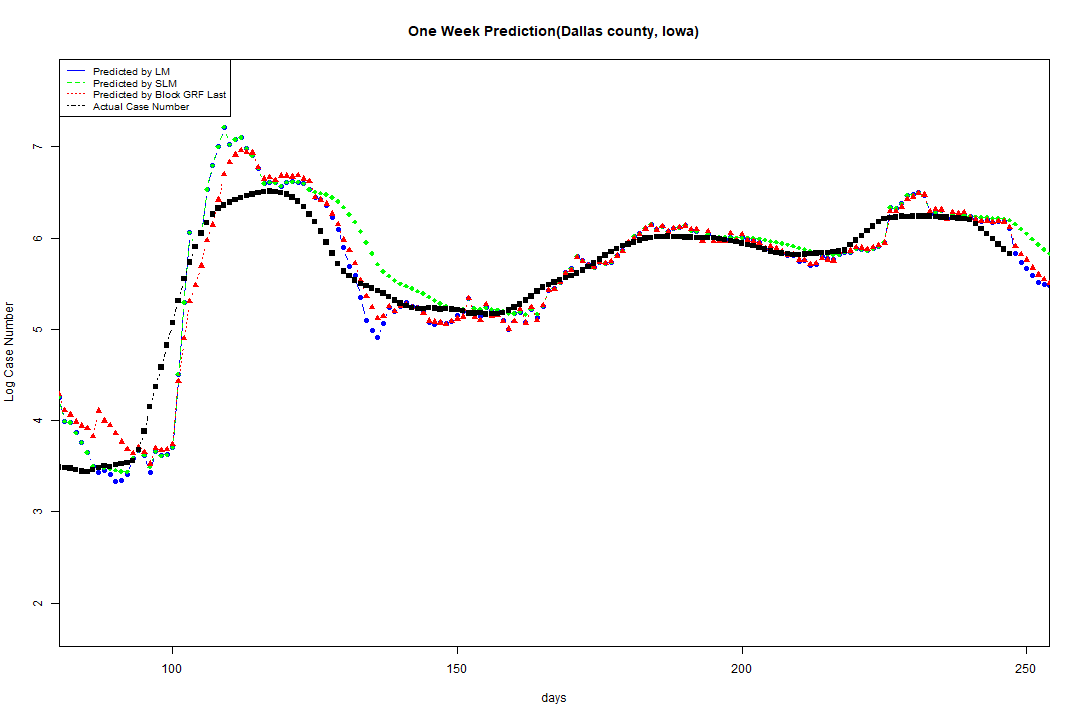 One Week Prediction(Dallas county, Iowa)
Predicted by LM
Predicted by SLM
Predicted by Block GRF Last
Actual Case Number
Log Case Number
7
6
5
4
3
2
100 150 200 250
days